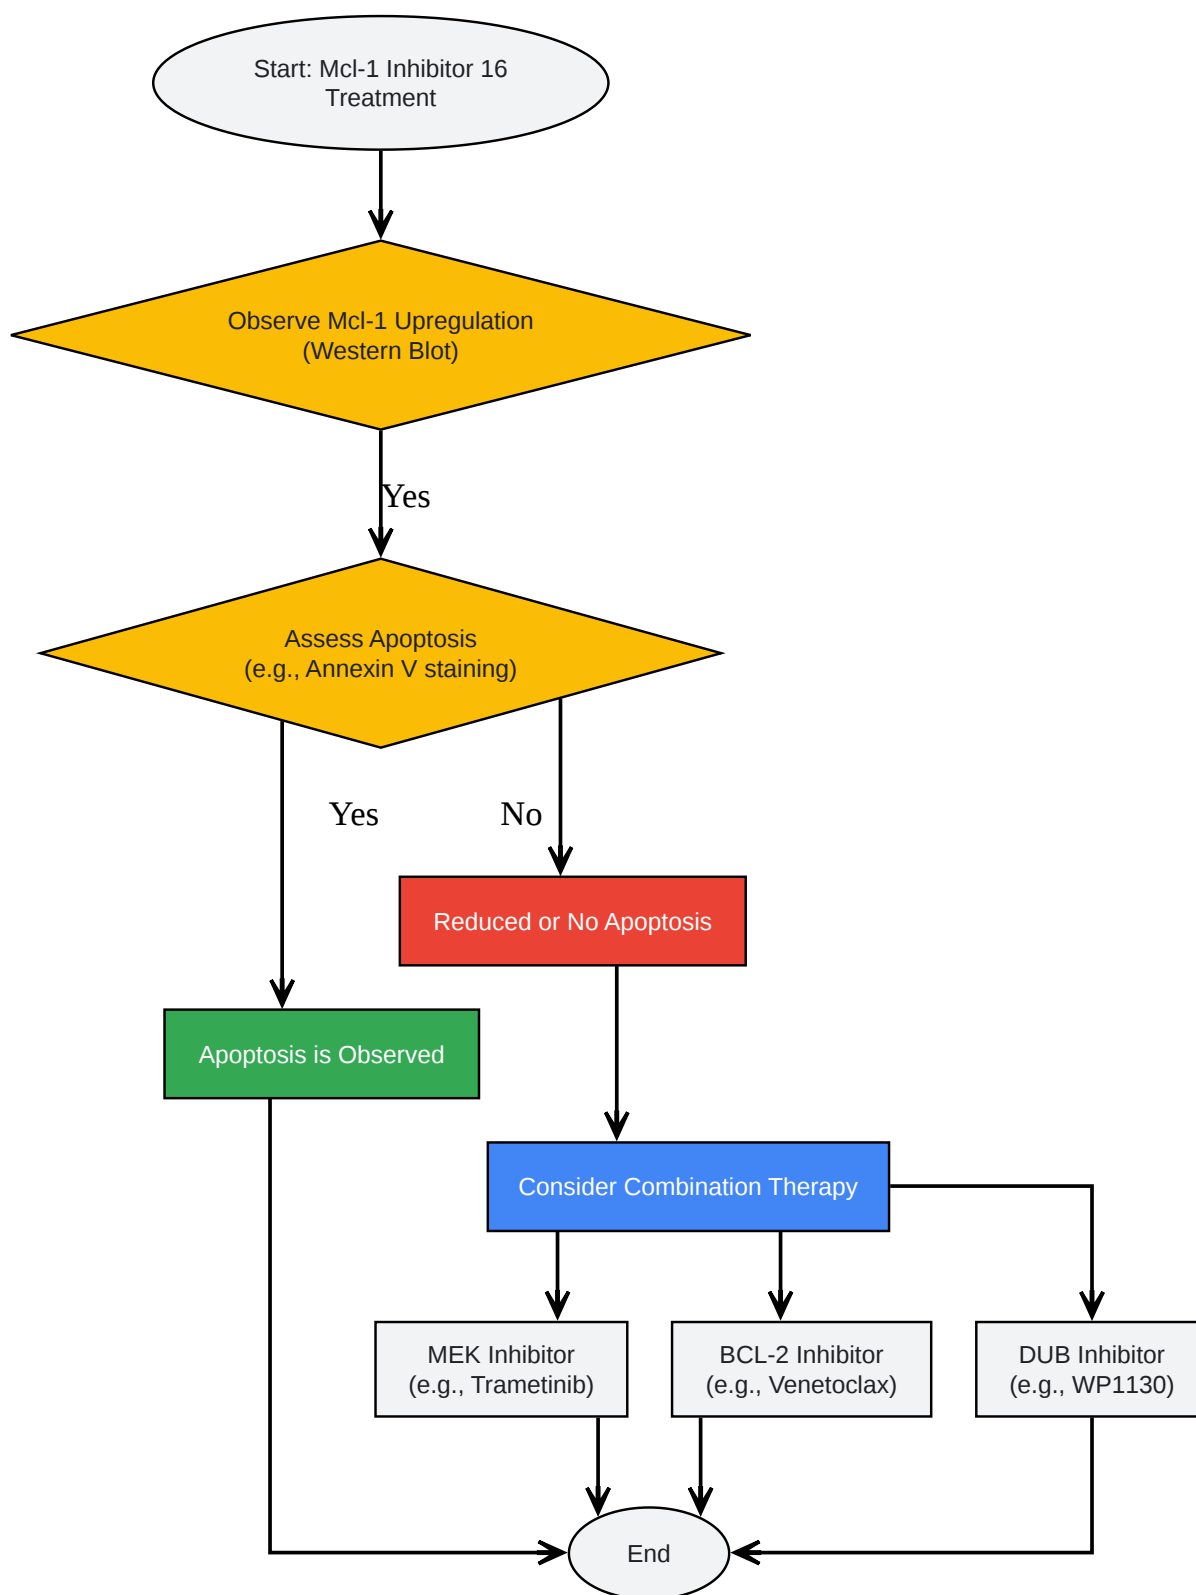 Start: Mcl-1 Inhibitor 16
Treatment
Observe Mcl-1 Upregulation
(Western Blot)
Yes
Assess Apoptosis
(e.g., Annexin V staining)
Yes
No
Reduced or No Apoptosis
Apoptosis is Observed
Consider Combination Therapy
MEK Inhibitor
(e.g., Trametinib)
BCL-2 Inhibitor
(e.g., Venetoclax)
DUB Inhibitor
(e.g., WP1130)
End